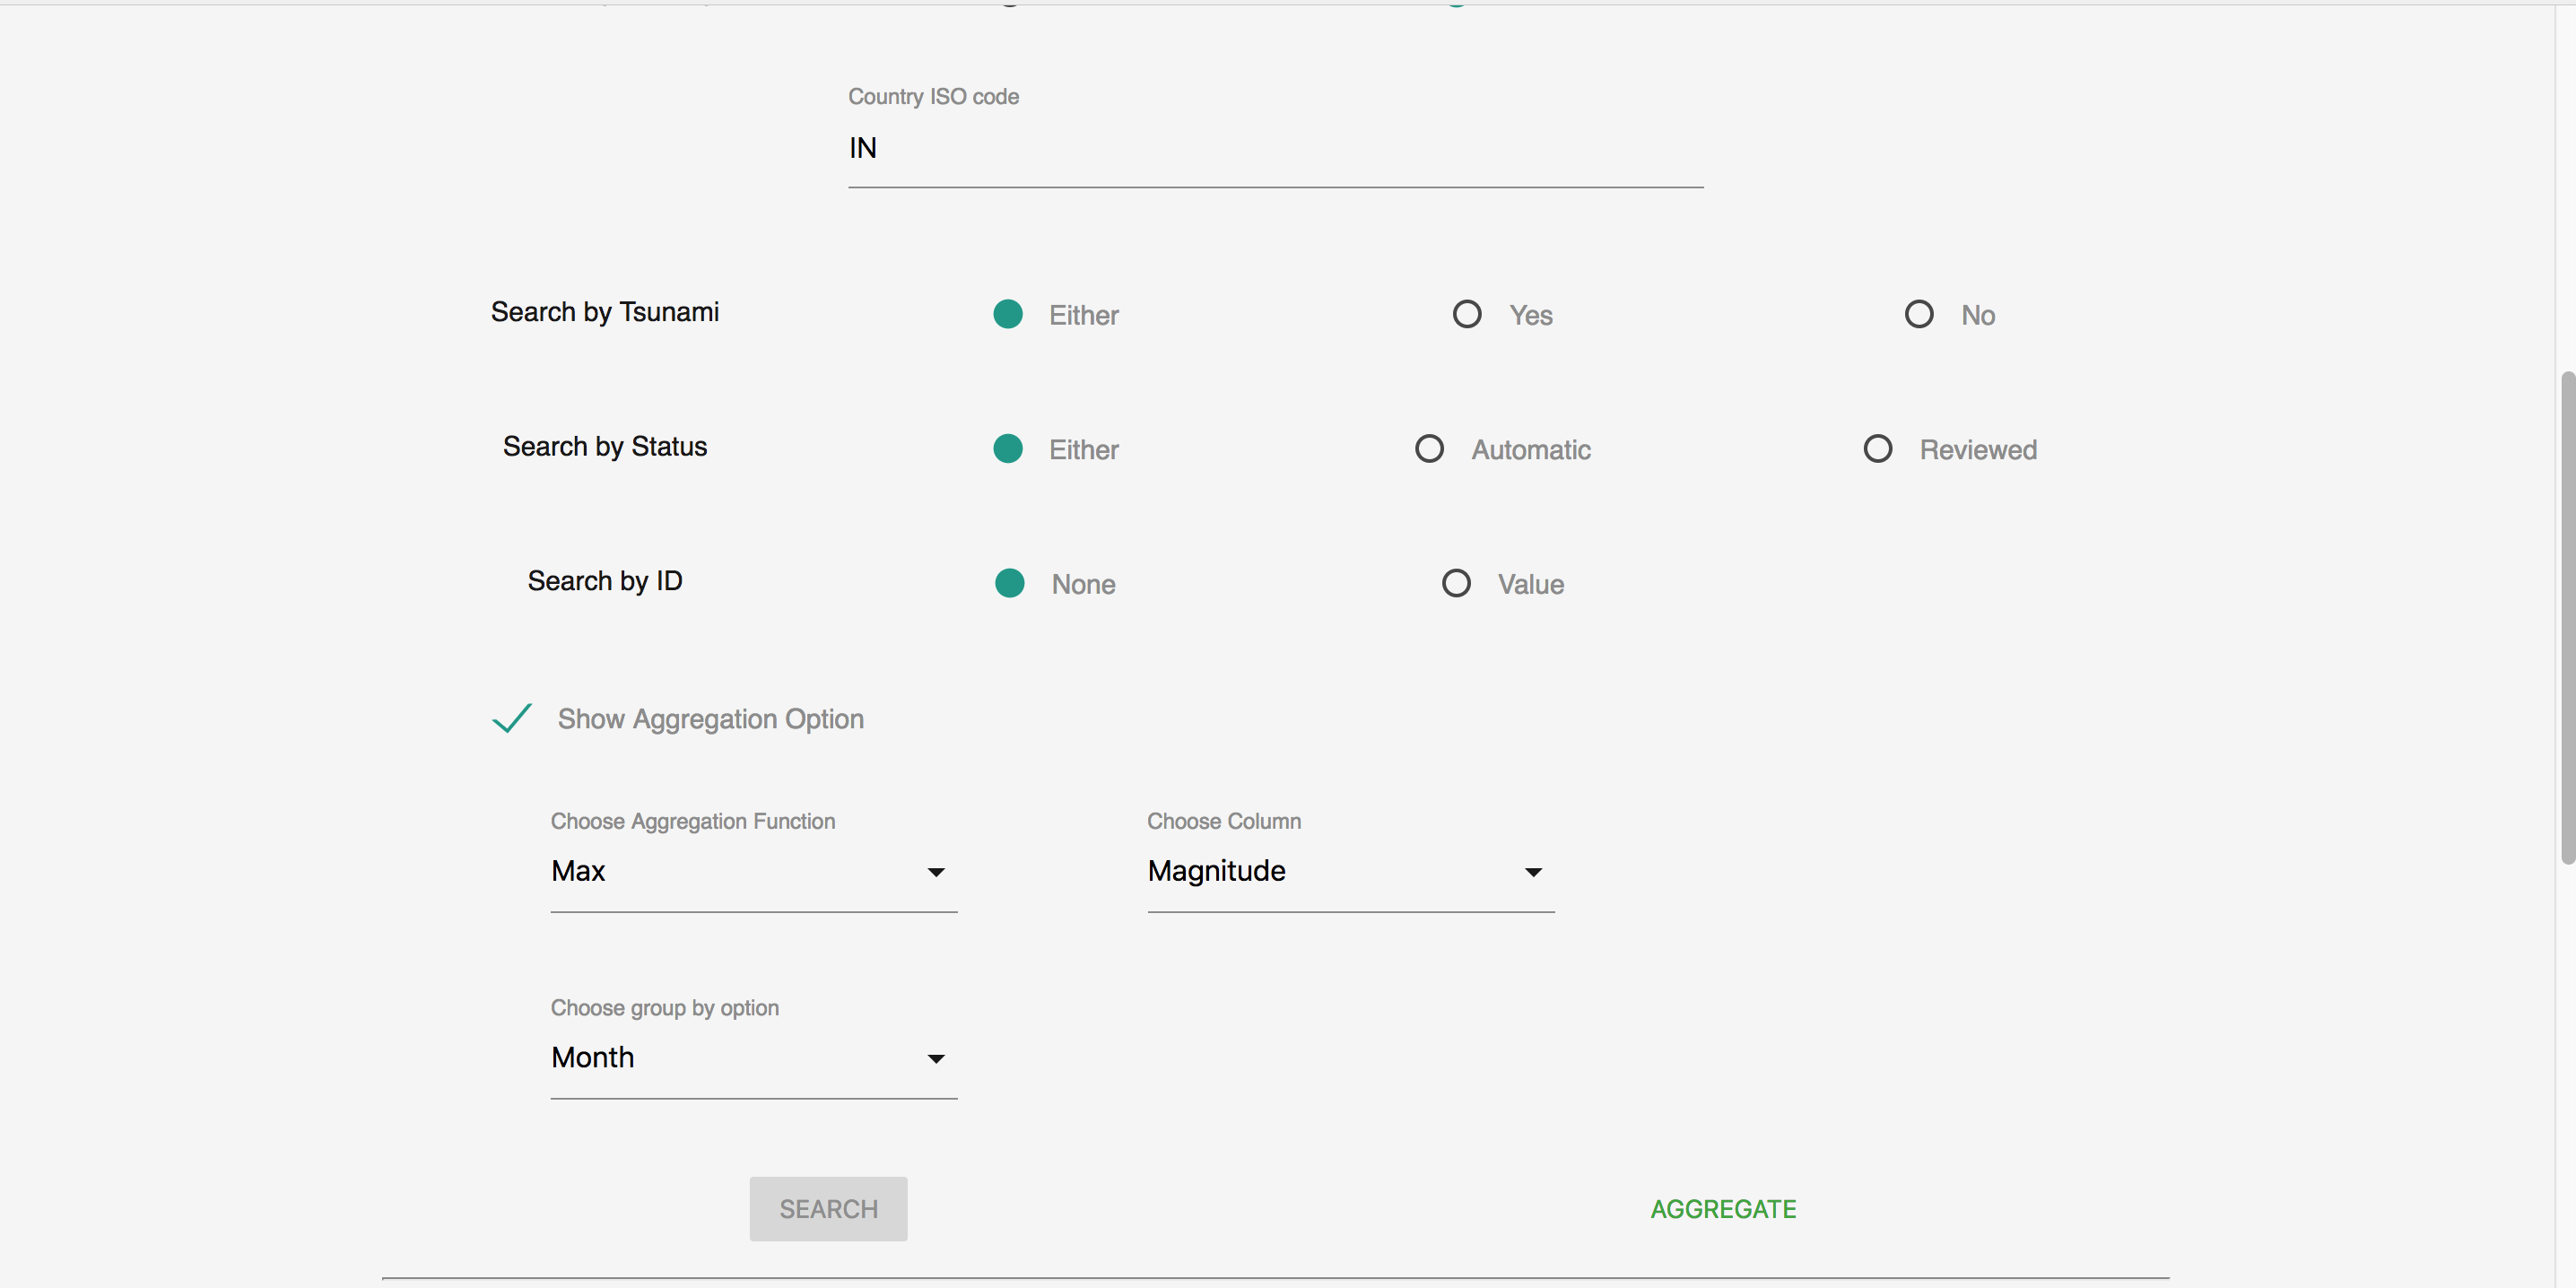 Country ISO code
IN
Search by Tsunami Either Yes No
Search by Status Either Automatic Reviewed
Search by ID None Value
Show Aggregation Option
Choose Aggregation Function Choose Column
Max Magnitude
Choose group by option
Month
SEARCH AGGREGATE